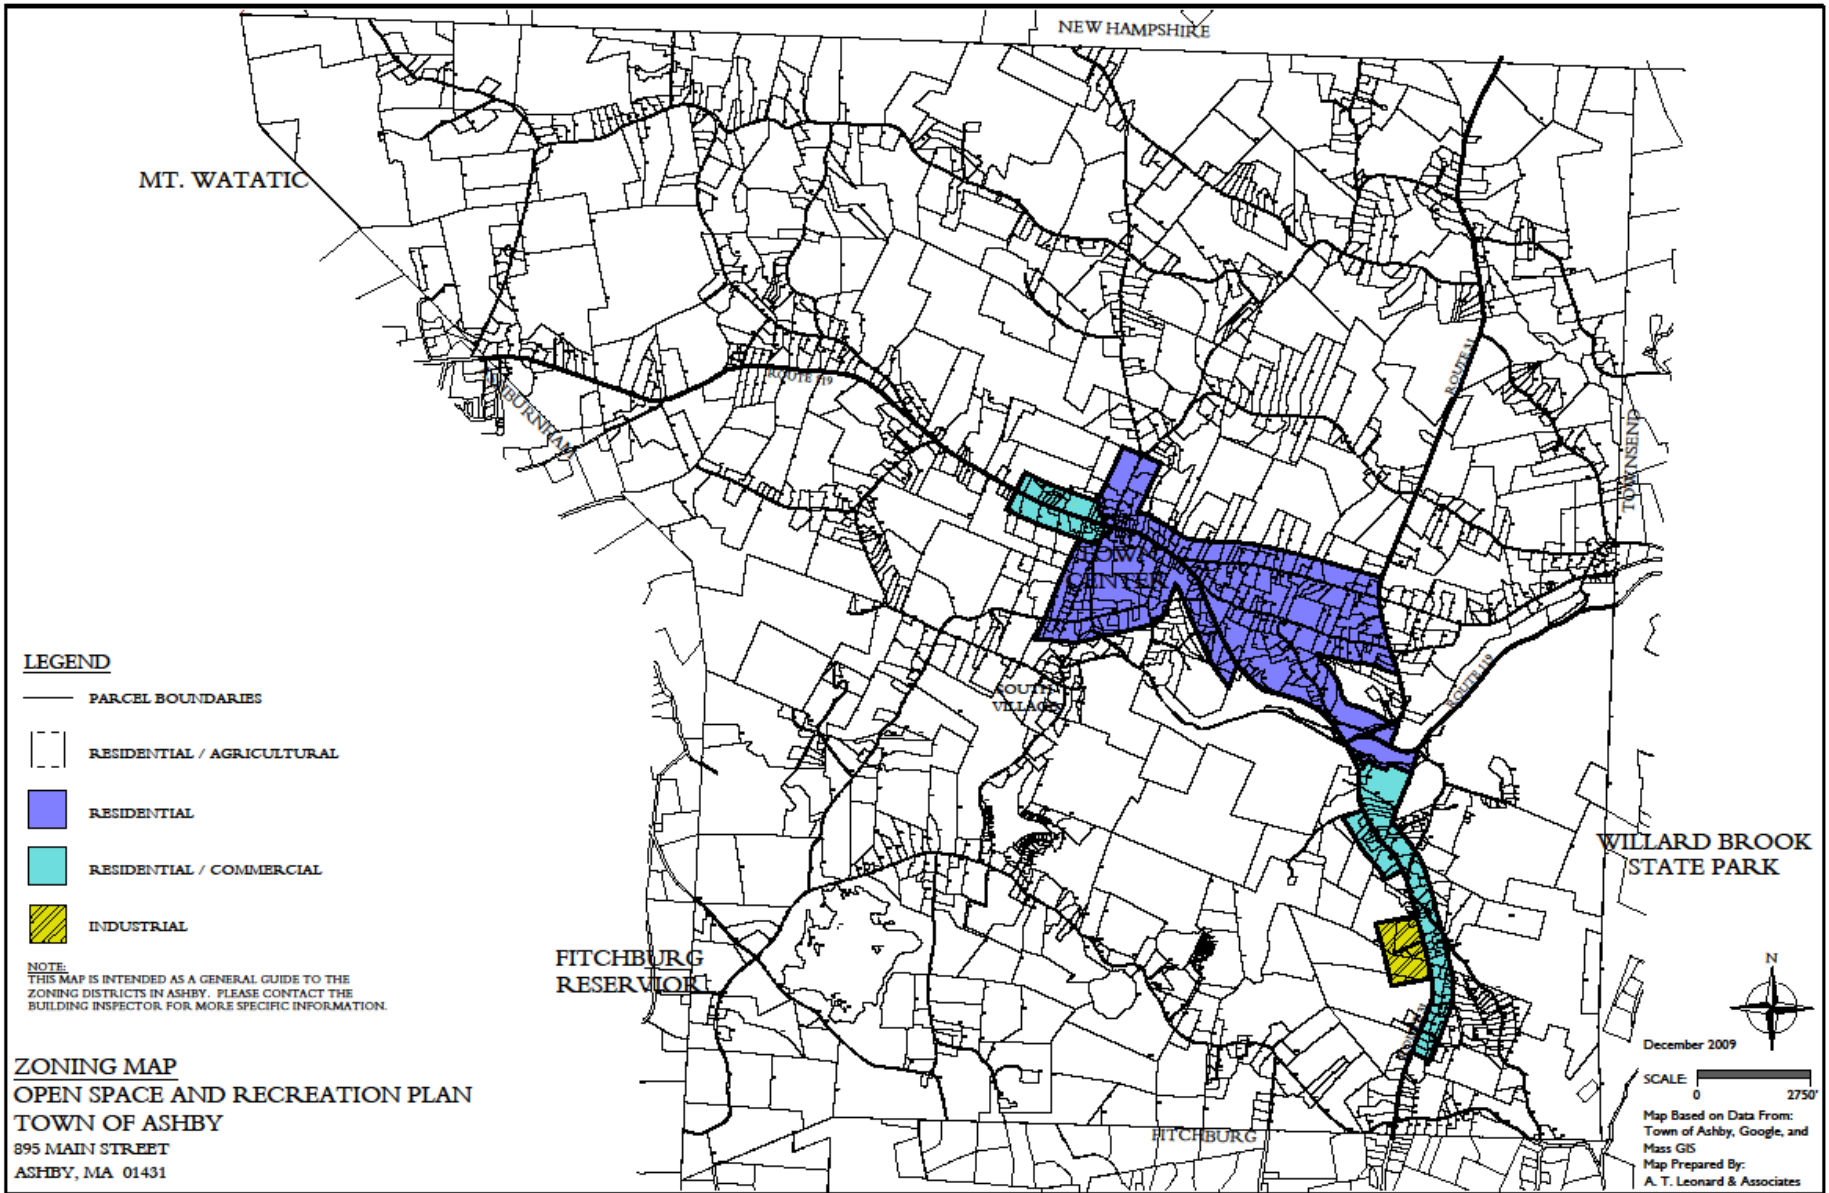 NEW HAMPSHIRE
MT. WATATIC
ROUTE 119
ROUTE 31
TOWNSEND
TOWN
CENTER
SOUTH
VILLAGE
ROUTE 119
LEGEND
PARCEL BOUNDARIES
RESIDENTIAL / AGRICULTURAL
RESIDENTIAL
RESIDENTIAL / COMMERCIAL
INDUSTRIAL
NOTE:
THIS MAP IS INTENDED AS A GENERAL GUIDE TO THE
ZONING DISTRICTS IN ASHBY. PLEASE CONTACT THE
BUILDING INSPECTOR FOR MORE SPECIFIC INFORMATION.
WILLARD BROOK
STATE PARK
FITCHBURG
RESERVIOR
N
ZONING MAP
OPEN SPACE AND RECREATION PLAN
TOWN OF ASHBY
895 MAIN STREET
ASHBY, MA 01431
FITCHBURG
December 2009
SCALE:
0 2750'
Map Based on Data From:
Town of Ashby, Google, and
Mass GIS
Map Prepared By:
A. T. Leonard & Associates